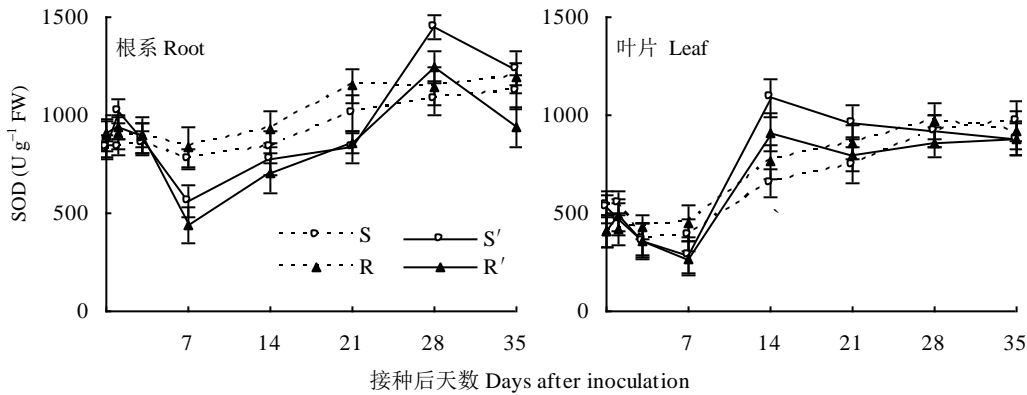 1500
1000
500
0
SOD (U g⁻¹ FW)
根系 Root
S
S′
R
R′
7
14
21
28
35
1500
1000
500
0
叶片 Leaf
7
14
21
28
35
接种后天数 Days after inoculation